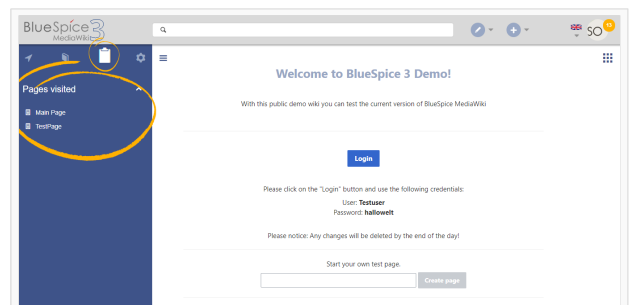 BlueSpice 3
MediaWiki
SO
13
Pages visited
Main Page
TestPage
Welcome to BlueSpice 3 Demo!
With this public demo wiki you can test the current version of BlueSpice MediaWiki
Login
Please click on the "Login" button and use the following credentials:
User: Testuser
Password: hallowelt
Please notice: Any changes will be deleted by the end of the day!
Start your own test page.
Create page